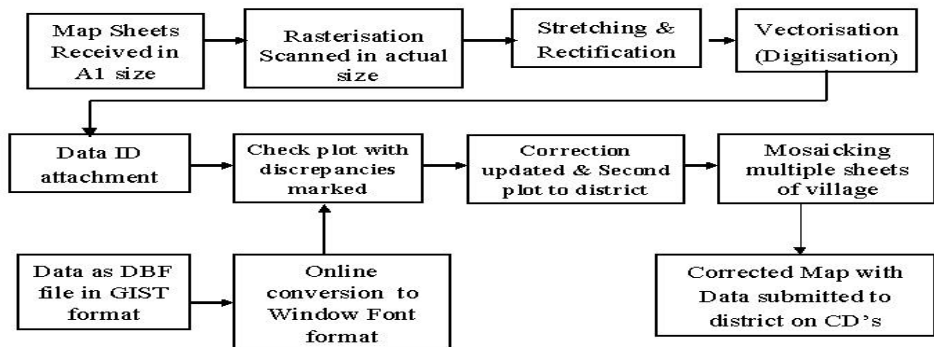 Map Sheets
Received in
A1 size
Rasterisation
Scanned in actual
size
Stretching &
Rectification
Vectorisation
(Digitisation)
Data ID
attachment
Check plot with
discrepancies
marked
Correction
updated & Second
plot to district
Mosaicking
multiple sheets
of village
Data as DBF
file in GIST
format
Online
conversion to
Window Font
format
Corrected Map with
Data submitted to
district on CD's